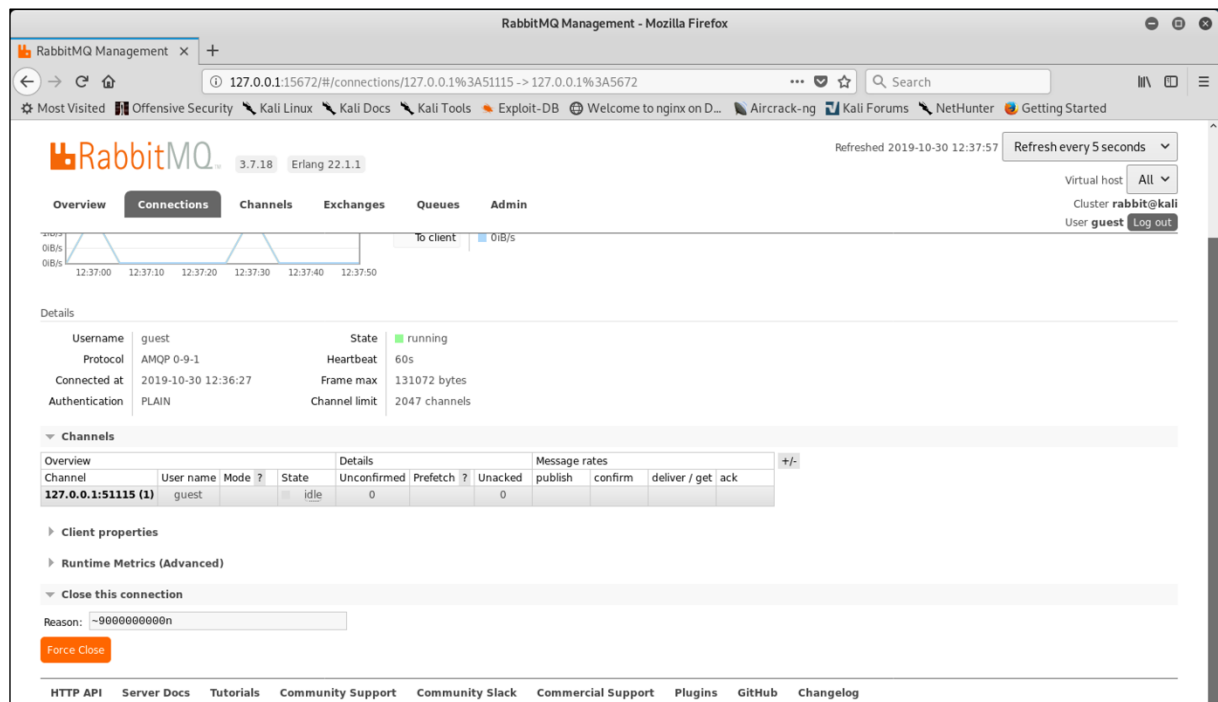 RabbitMQ Management - Mozilla Firefox
RabbitMQ Management × +
127.0.0.1:15672/#/connections/127.0.0.1%3A51115 -> 127.0.0.1%3A5672 ••• Search
Most Visited Offensive Security Kali Linux Kali Docs Kali Tools Exploit-DB Welcome to nginx on D... Aircrack-ng Kali Forums NetHunter Getting Started
RabbitMQ™ 3.7.18 Erlang 22.1.1
Refreshed 2019-10-30 12:37:57 Refresh every 5 seconds
Virtual host All
Cluster rabbit@kali
User guest Log out
Overview Connections Channels Exchanges Queues Admin
To client 0iB/s
0iB/s
0iB/s
12:37:00 12:37:10 12:37:20 12:37:30 12:37:40 12:37:50
Details
Username guest State running
Protocol AMQP 0-9-1 Heartbeat 60s
Connected at 2019-10-30 12:36:27 Frame max 131072 bytes
Authentication PLAIN Channel limit 2047 channels
Channels
Overview Details Message rates +/-
Channel User name Mode ? State Unconfirmed Prefetch ? Unacked publish confirm deliver / get ack
127.0.0.1:51115 (1) guest idle 0 0
Client properties
Runtime Metrics (Advanced)
Close this connection
Reason: ~9000000000n
Force Close
HTTP API Server Docs Tutorials Community Support Community Slack Commercial Support Plugins GitHub Changelog